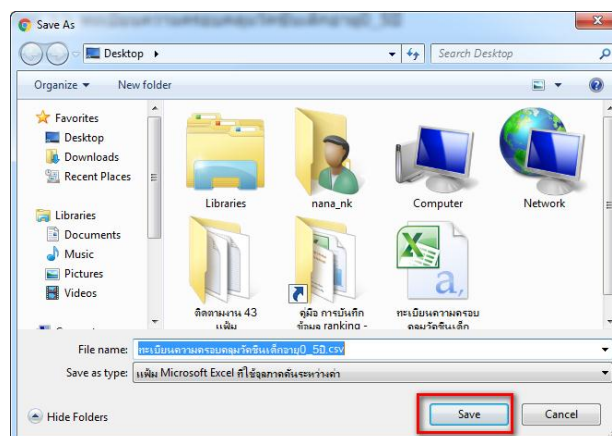 Save As
Desktop
Search Desktop
Organize
New folder
Favorites
Desktop
Downloads
Recent Places
Libraries
Documents
Music
Pictures
Videos
Libraries
nana_nk
Computer
Network
ติดตามงาน 43
แฟ้ม
คู่มือ การบันทึก
ข้อมูล ranking -
ทะเบียนความครอบ
คลุมวัคซีนเด็ก
a,
File name: ทะเบียนความครอบคลุมวัคซีนเด็กอายุ0_5ปี.csv
Save as type: แฟ้ม Microsoft Excel ที่ใช้จุลภาคคั่นระหว่างค่า
Hide Folders
Save
Cancel